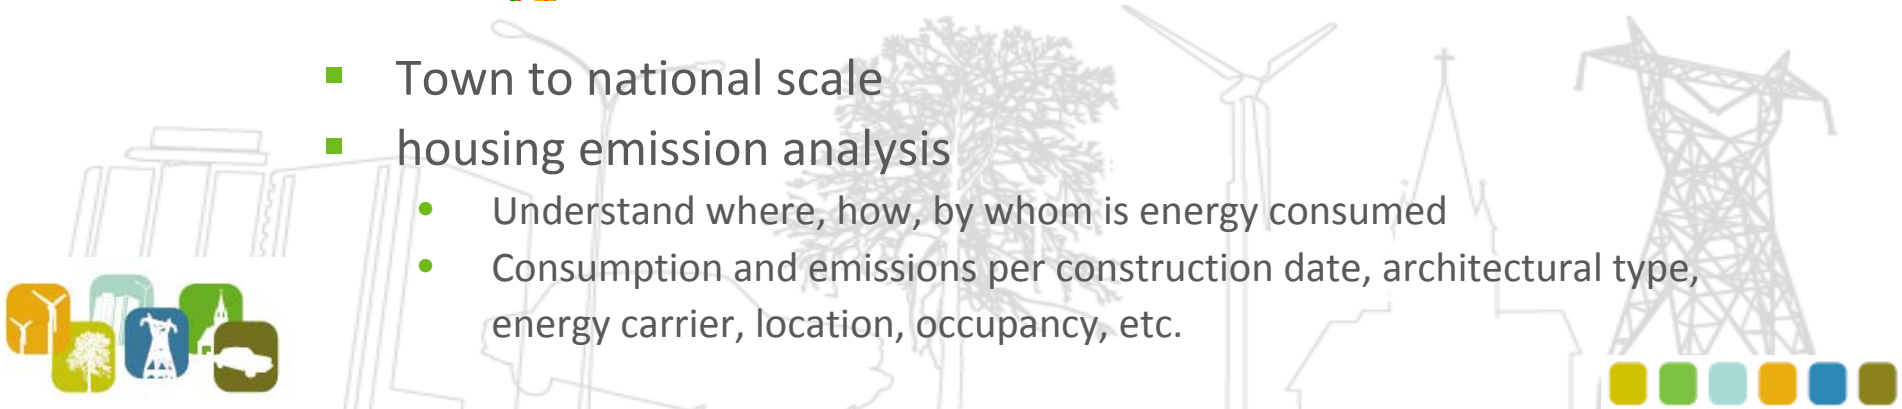 Town to national scale
housing emission analysis
Understand where, how, by whom is energy consumed
Consumption and emissions per construction date, architectural type,
energy carrier, location, occupancy, etc.